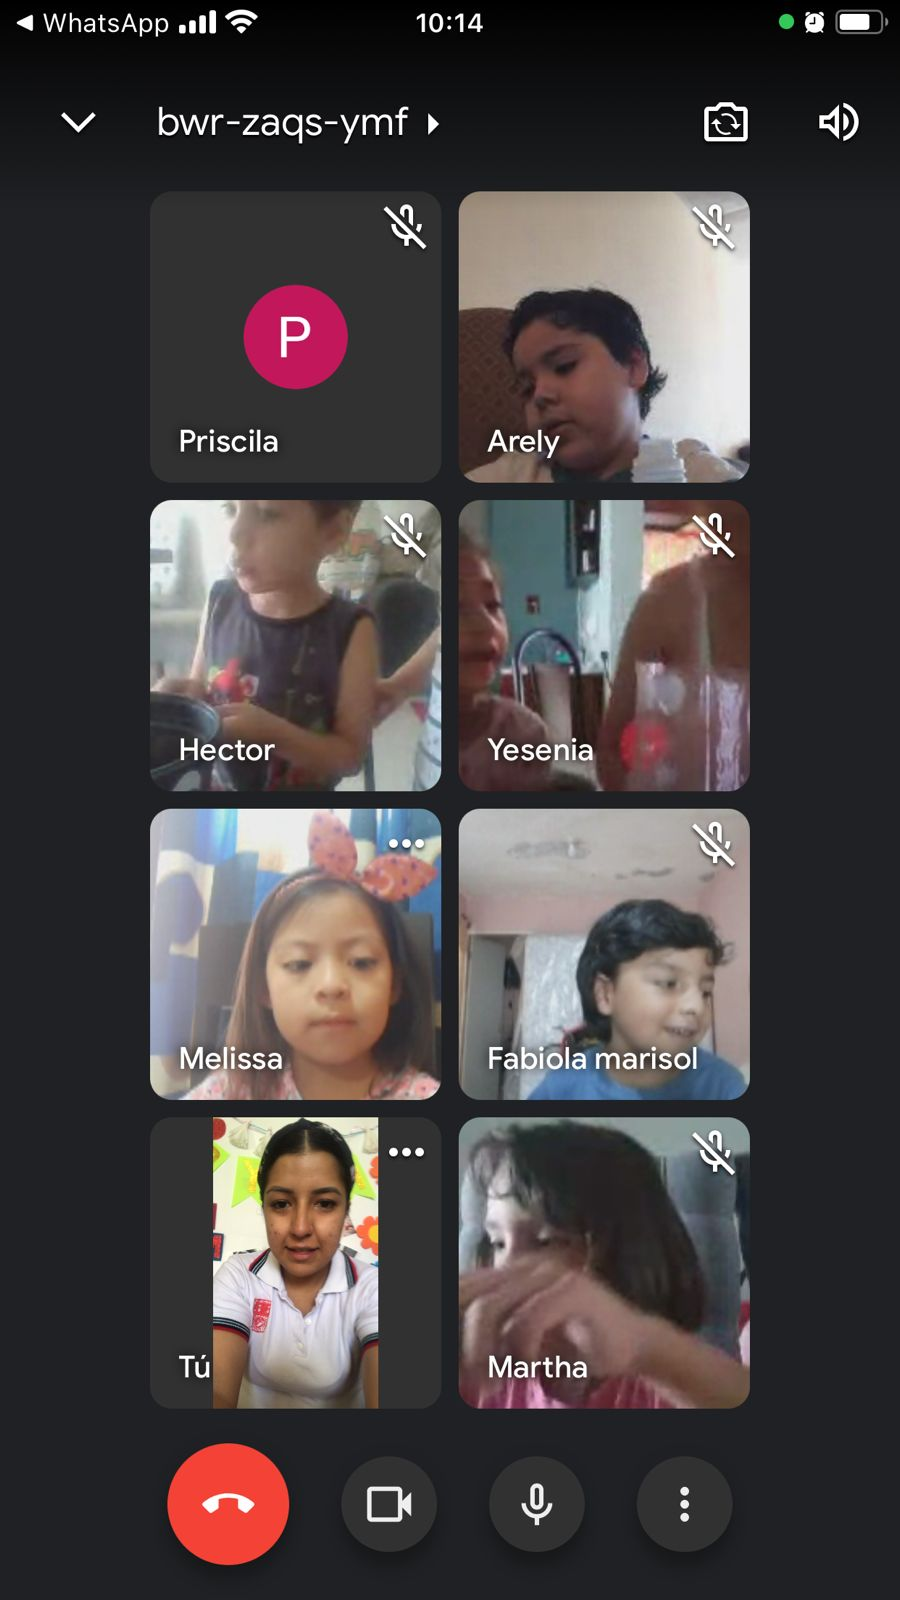 WhatsApp 10:14
bwr-zaqs-ymf
P
Priscila
Arely
Hector
Yesenia
Melissa
Fabiola marisol
Tú
Martha